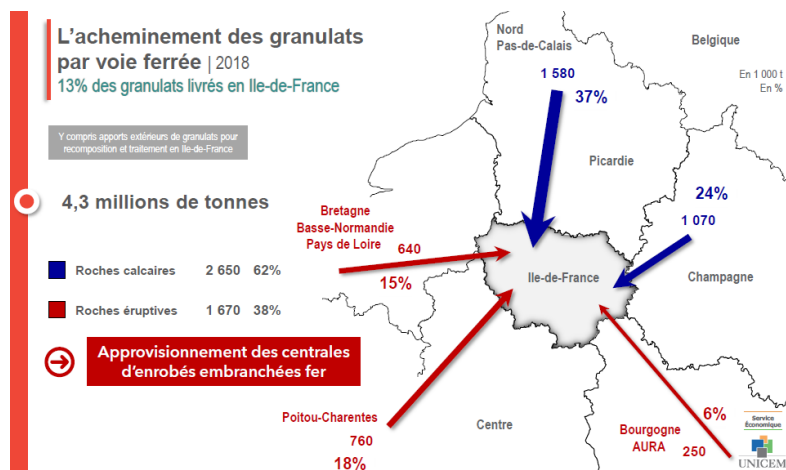 L'acheminement des granulats
par voie ferrée | 2018
13% des granulats livrés en Ile-de-France
Y compris apports extérieurs de granulats pour
recomposition et traitement en Ile-de-France
4,3 millions de tonnes
Roches calcaires 2 650 62%
Roches éruptives 1 670 38%
Approvisionnement des centrales
d'enrobés embranchées fer
Nord
Pas-de-Calais
1 580
37%
Belgique
En 1 000 t
En %
Picardie
24%
1 070
Champagne
Bretagne
Basse-Normandie
Pays de Loire
640
15%
Ile-de-France
Poitou-Charentes
760
18%
Centre
Bourgogne
AURA
250
6%
Service
Économique
UNICEM